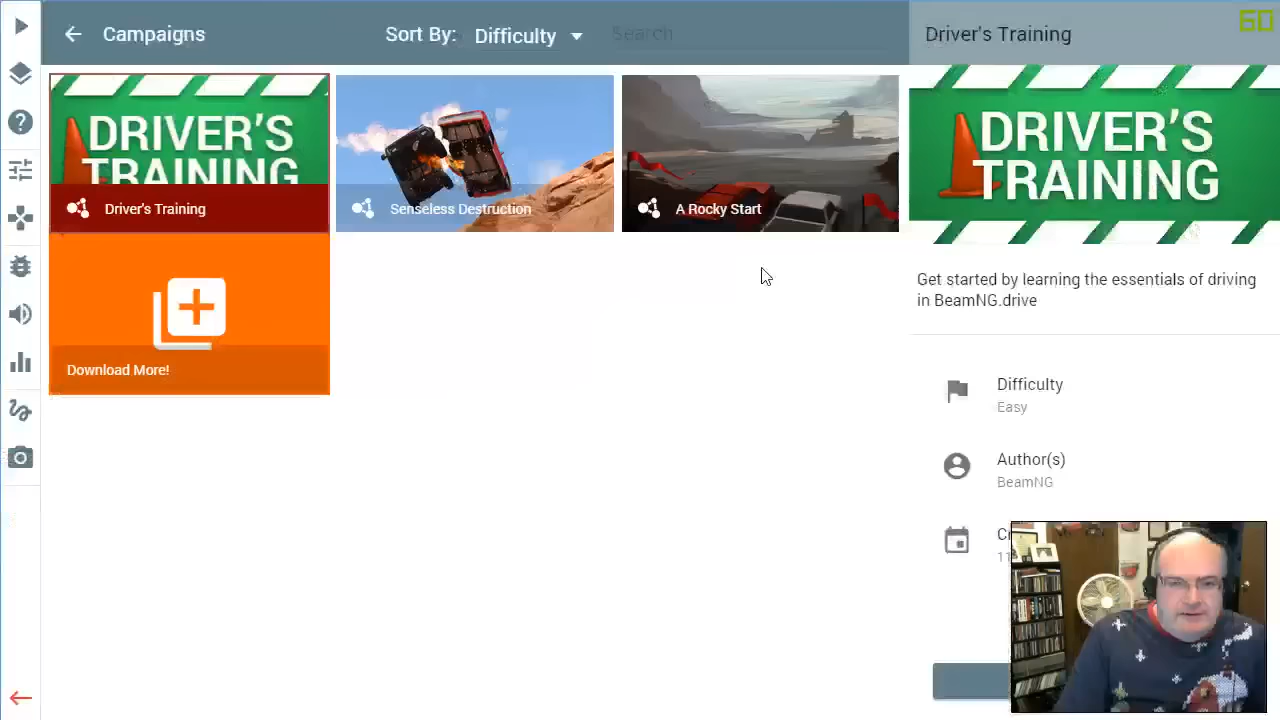 Campaigns
Sort By: Difficulty
Search
Driver's Training
60
DRIVER'S
TRAINING
Driver's Training
Senseless Destruction
A Rocky Start
Download More!
DRIVER'S
TRAINING
Get started by learning the essentials of driving
in BeamNG.drive
Difficulty
Easy
Author(s)
BeamNG